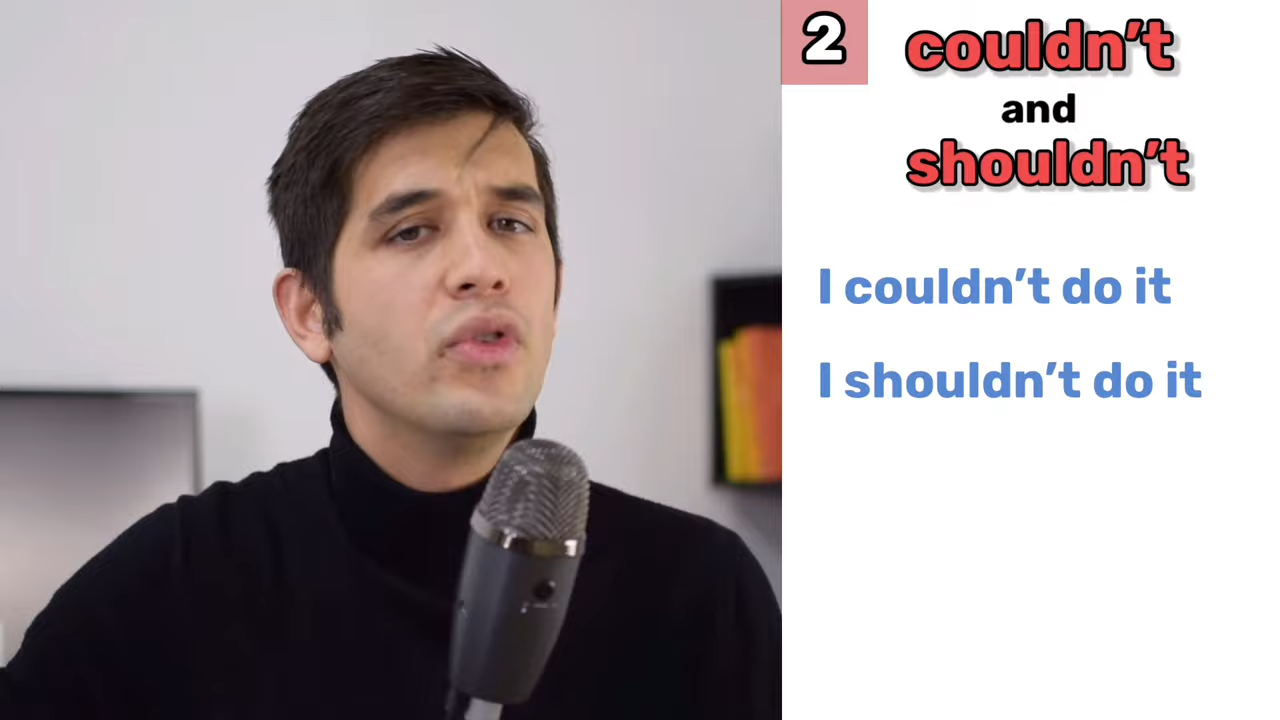 2
couldn’t
and
shouldn’t
I couldn’t do it
I shouldn’t do it